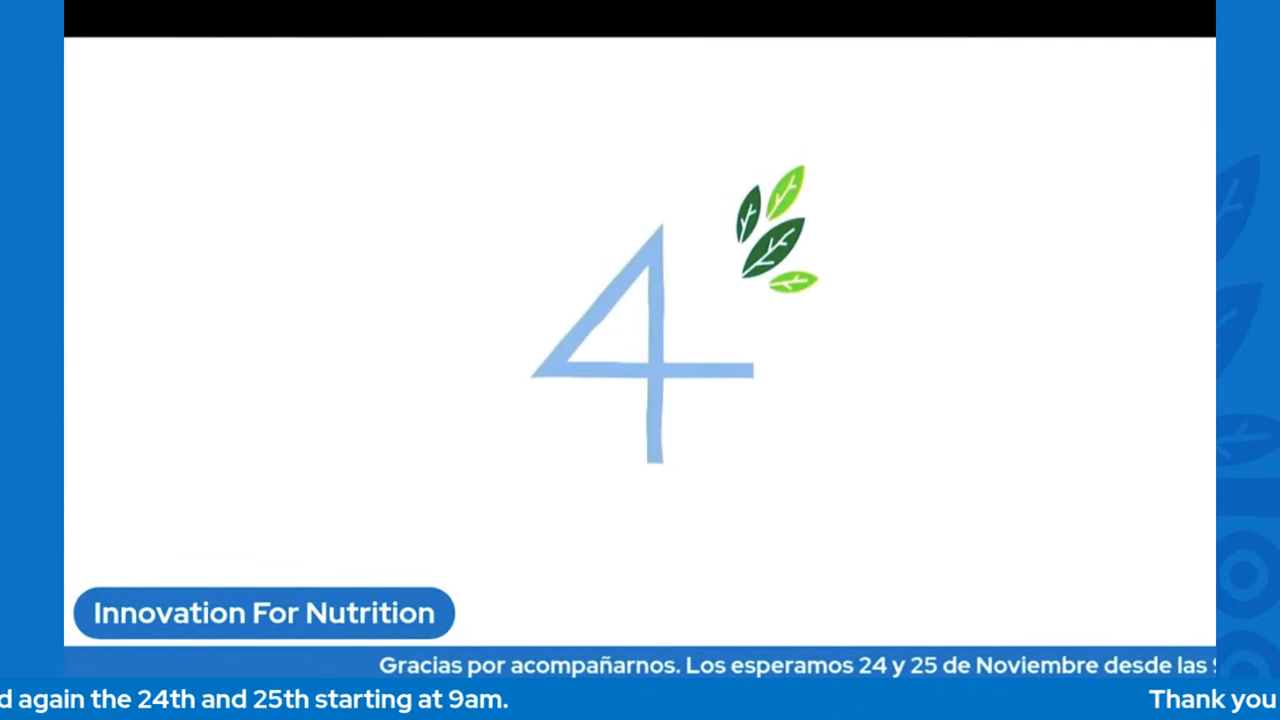 4
Innovation For Nutrition
Gracias por acompañarnos. Los esperamos 24 y 25 de Noviembre desde las
again the 24th and 25th starting at 9am. Thank you